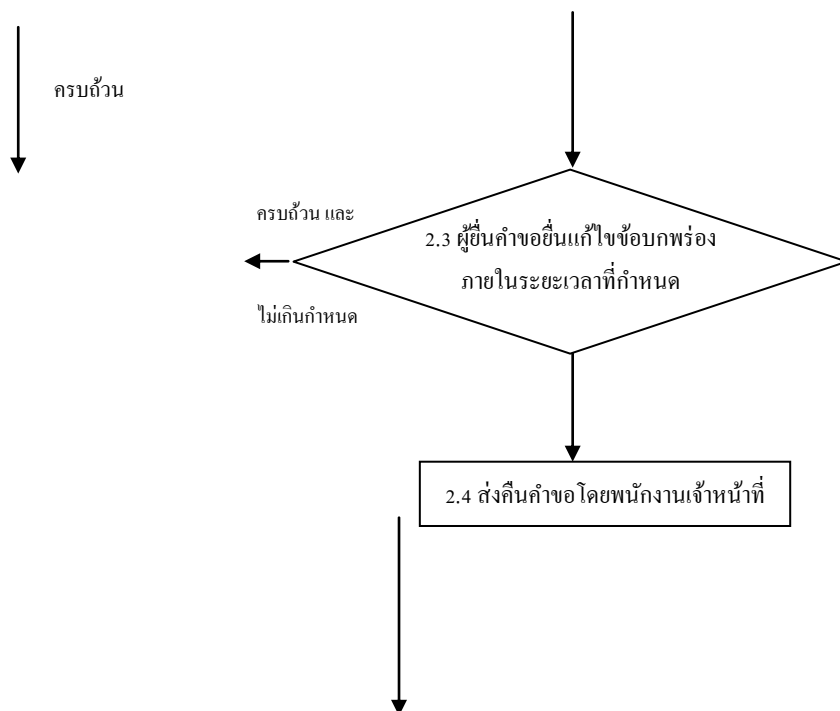 ครบถ้วน
ครบถ้วน และ
2.3 ผู้ยื่นคำขอยื่นแก้ไขข้อบกพร่อง
ภายในระยะเวลาที่กำหนด
ไม่เกินกำหนด
2.4 ส่งคืนคำขอโดยพนักงานเจ้าหน้าที่